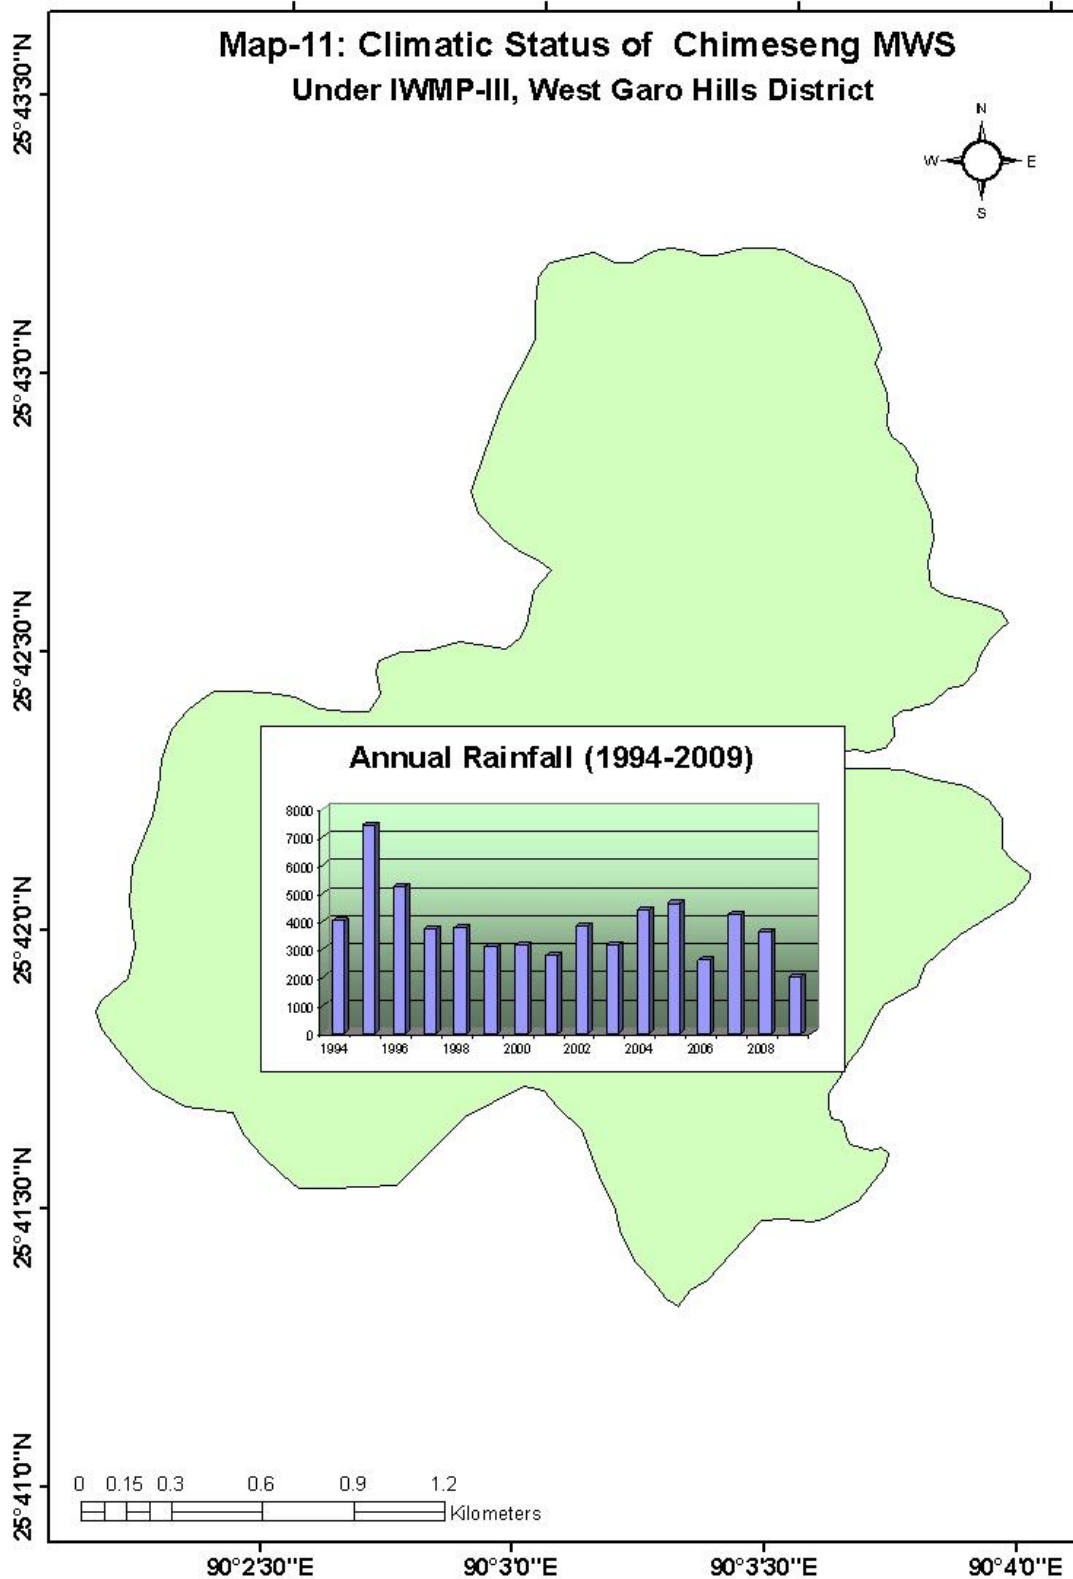 Map-11: Climatic Status of Chimeseng MWS
Under IWMP-III, West Garo Hills District
N
W E
S
25°43'30"N
25°43'0"N
25°42'30"N
25°42'0"N
25°41'30"N
25°41'0"N
Annual Rainfall (1994-2009)
8000
7000
6000
5000
4000
3000
2000
1000
0
1994 1996 1998 2000 2002 2004 2006 2008
0 0.15 0.3 0.6 0.9 1.2
Kilometers
90°2'30"E 90°3'0"E 90°3'30"E 90°4'0"E